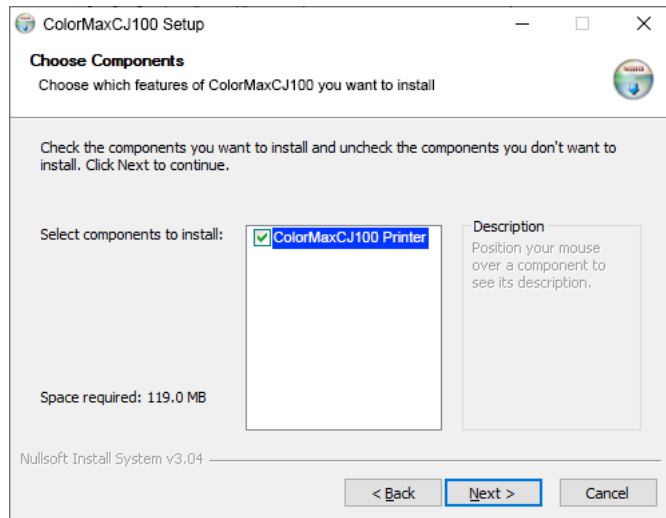 ColorMaxCJ100 Setup
Choose Components
Choose which features of ColorMaxCJ100 you want to install
Check the components you want to install and uncheck the components you don't want to
install. Click Next to continue.
Select components to install:
ColorMaxCJ100 Printer
Description
Position your mouse
over a component to
see its description.
Space required: 119.0 MB
Nullsoft Install System v3.04
< Back
Next >
Cancel